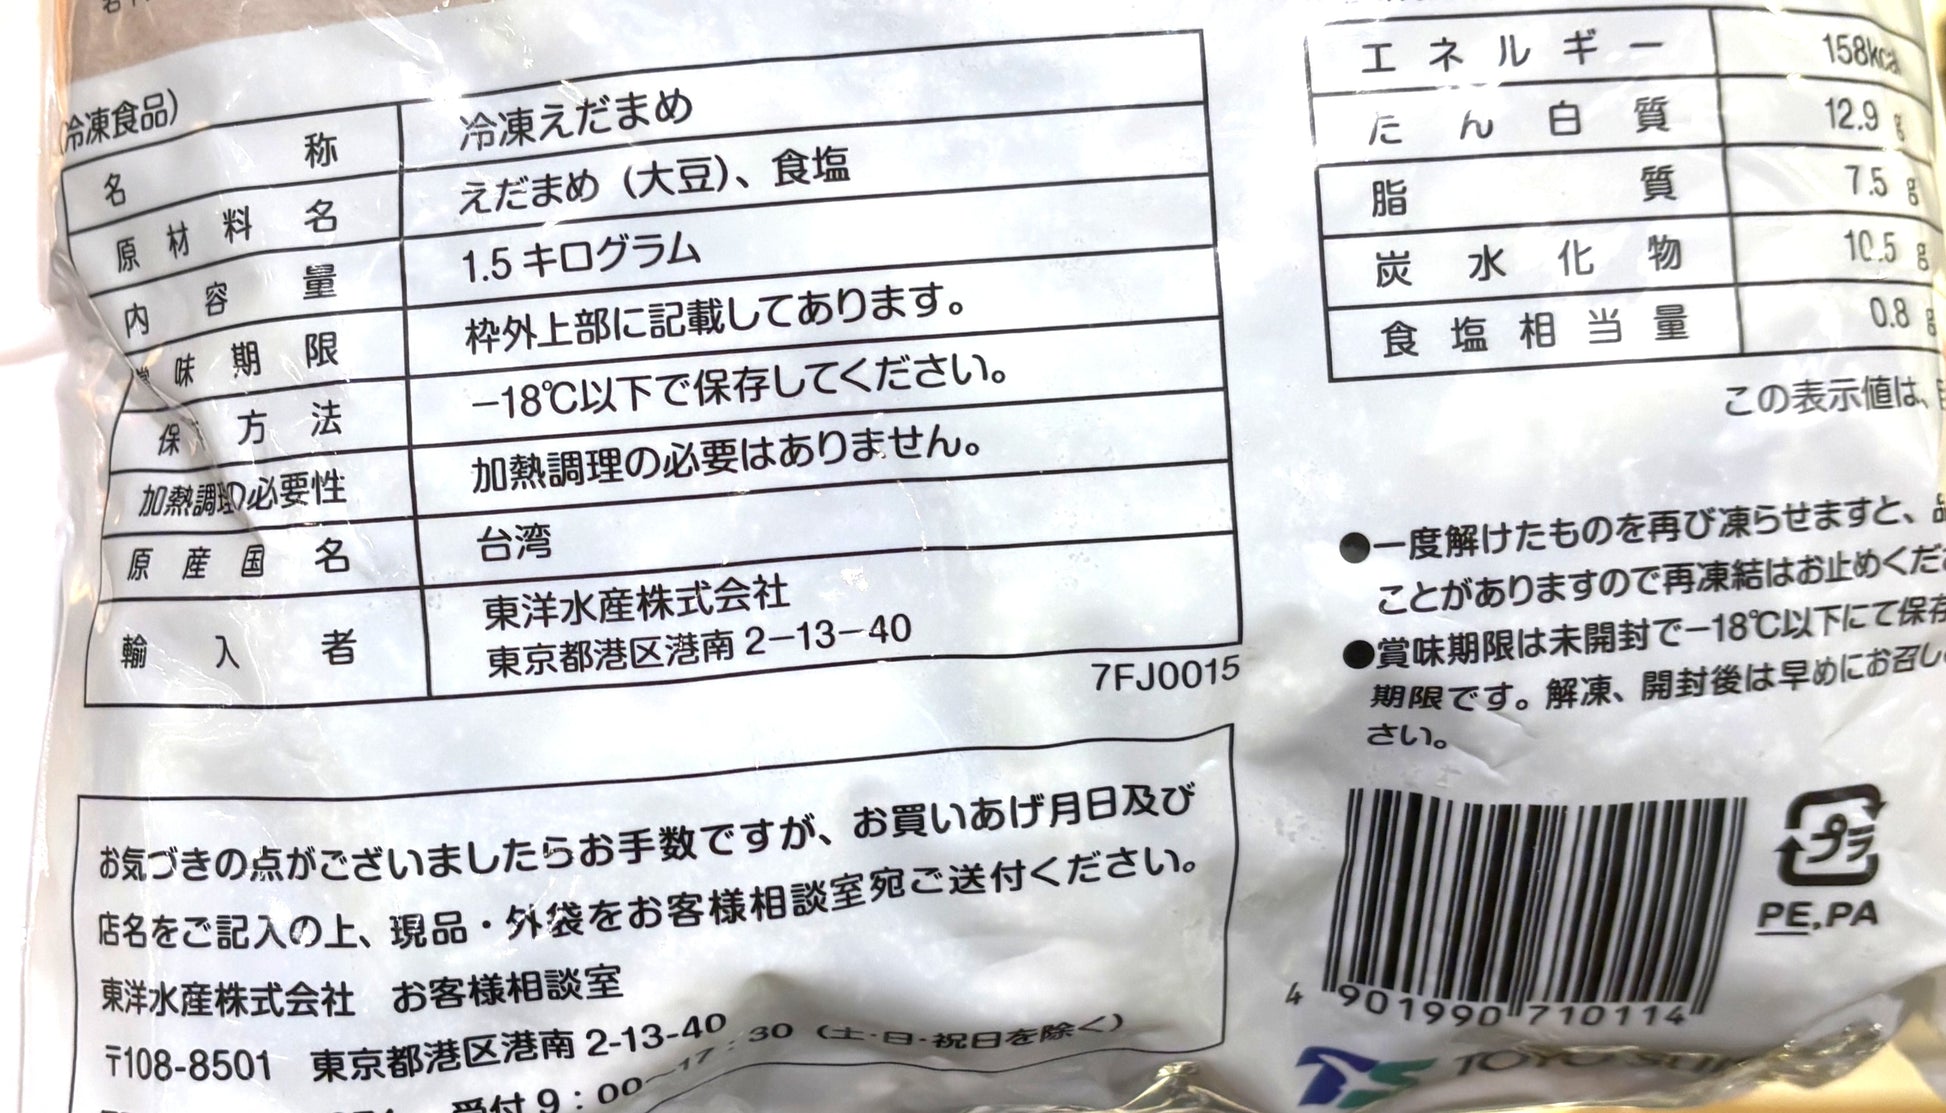 (冷凍食品)
名称 冷凍えだまめ
原材料名 えだまめ（大豆）、食塩
内容量 1.5キログラム
味期限 枠外上部に記載してあります。
保 方法 −18℃以下で保存してください。
加熱調理の必要性 加熱調理の必要はありません。
原産国名 台湾
輸入者 東洋水産株式会社
東京都港区港南2−13−40
7FJ0015
お気づきの点がございましたらお手数ですが、お買いあげ月日及び
店名をご記入の上、現品・外袋をお客様相談室宛ご送付ください。
東洋水産株式会社 お客様相談室
〒108-8501 東京都港区港南2-13-40
受付9：00〜17：30（土・日・祝日を除く）
エネルギー 158kcal
たん白質 12.9g
脂質 7.5g
炭水化物 10.5g
食塩相当量 0.8g
この表示値は、
●一度解けたものを再び凍らせますと、
ことがありますので再凍結はお止めくだ
●賞味期限は未開封で−18℃以下にて保存
期限です。解凍、開封後は早めにお召し
さい。
プラ
PE,PA
4 901990 710114
TOYO SUI